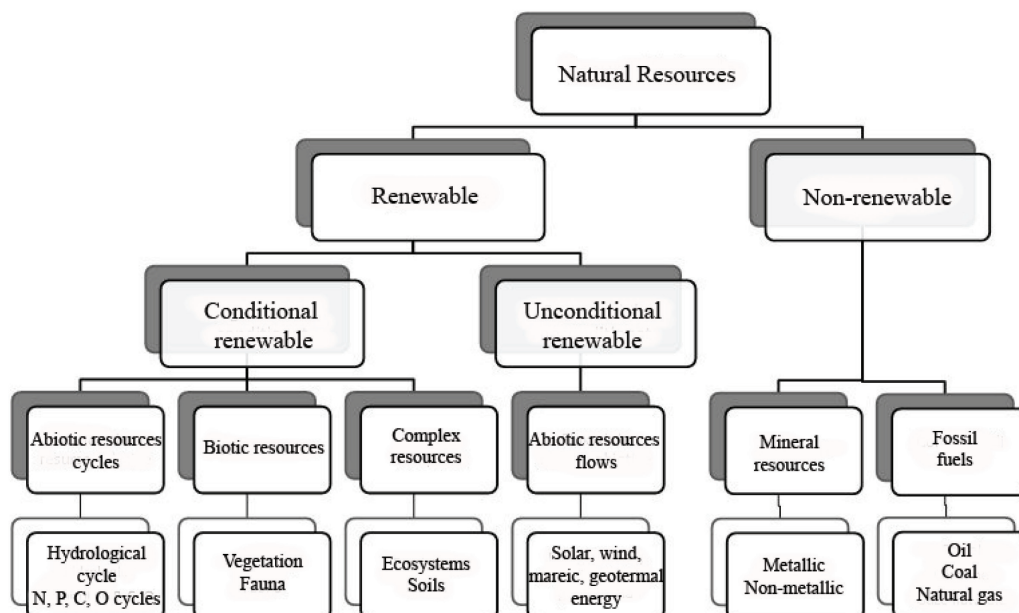 Natural Resources
Renewable
Non-renewable
Conditional
renewable
Unconditional
renewable
Abiotic resources
cycles
Biotic resources
Complex
resources
Abiotic resources
flows
Mineral
resources
Fossil
fuels
Hydrological
cycle
N, P, C, O cycles
Vegetation
Fauna
Ecosystems
Soils
Solar, wind,
mareic, geotermal
energy
Metallic
Non-metallic
Oil
Coal
Natural gas